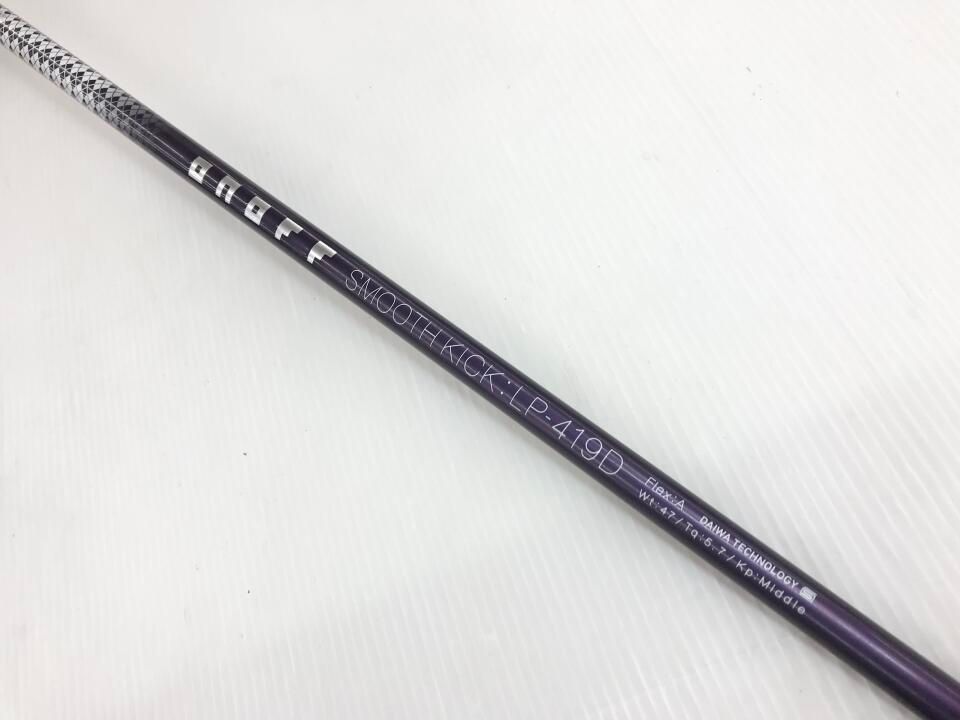 onoff SMOOTH KICK: LP-419D
Flex:A DAIWA TECHNOLOGY
Wt:47 / Tq:5.7 / Kp:Middle